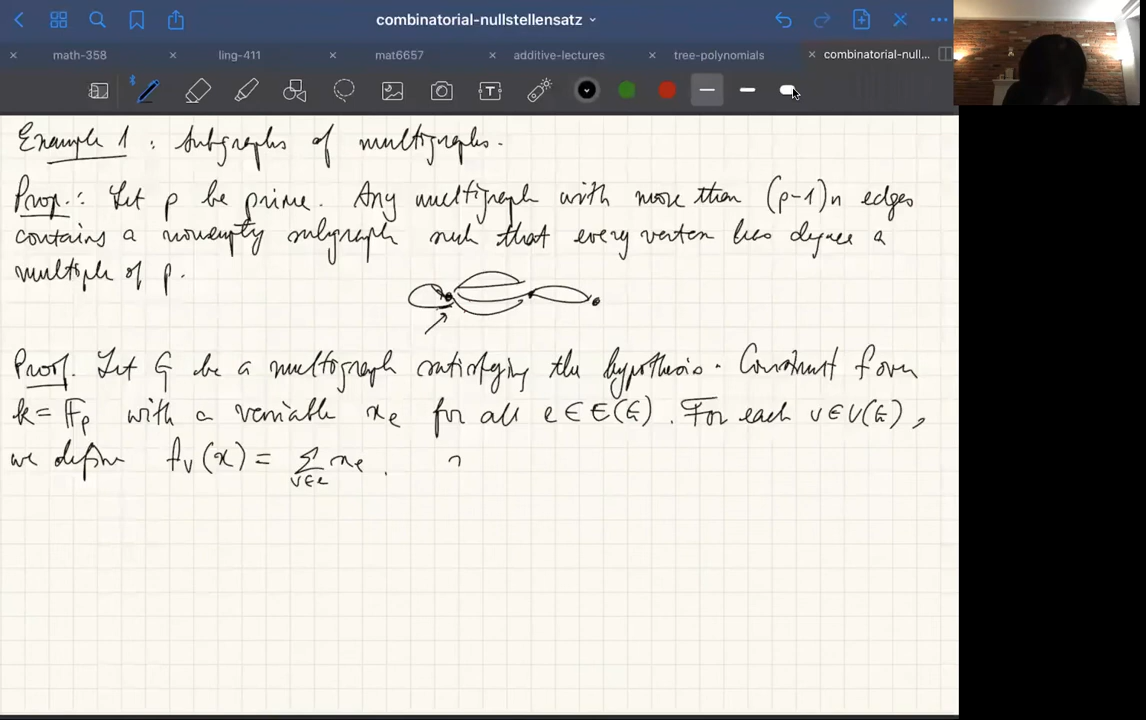 combinatorial-nullstellensatz
math-358
ling-411
mat6657
additive-lectures
tree-polynomials
combinatorial-null...
Example 1 : Subgraphs of multigraphs.
Prop.: Let p be prime. Any multigraph with more than (p-1)n edges
contains a nonempty subgraph such that every vertex has degree a
multiple of p.
Proof. Let G be a multigraph satisfying the hypothesis. Construct f over
k = 𝔽ₚ with a variable xₑ for all e ∈ E(G). For each v ∈ V(G),
we define fᵥ(x) = ∑_{v∈e} xₑ.